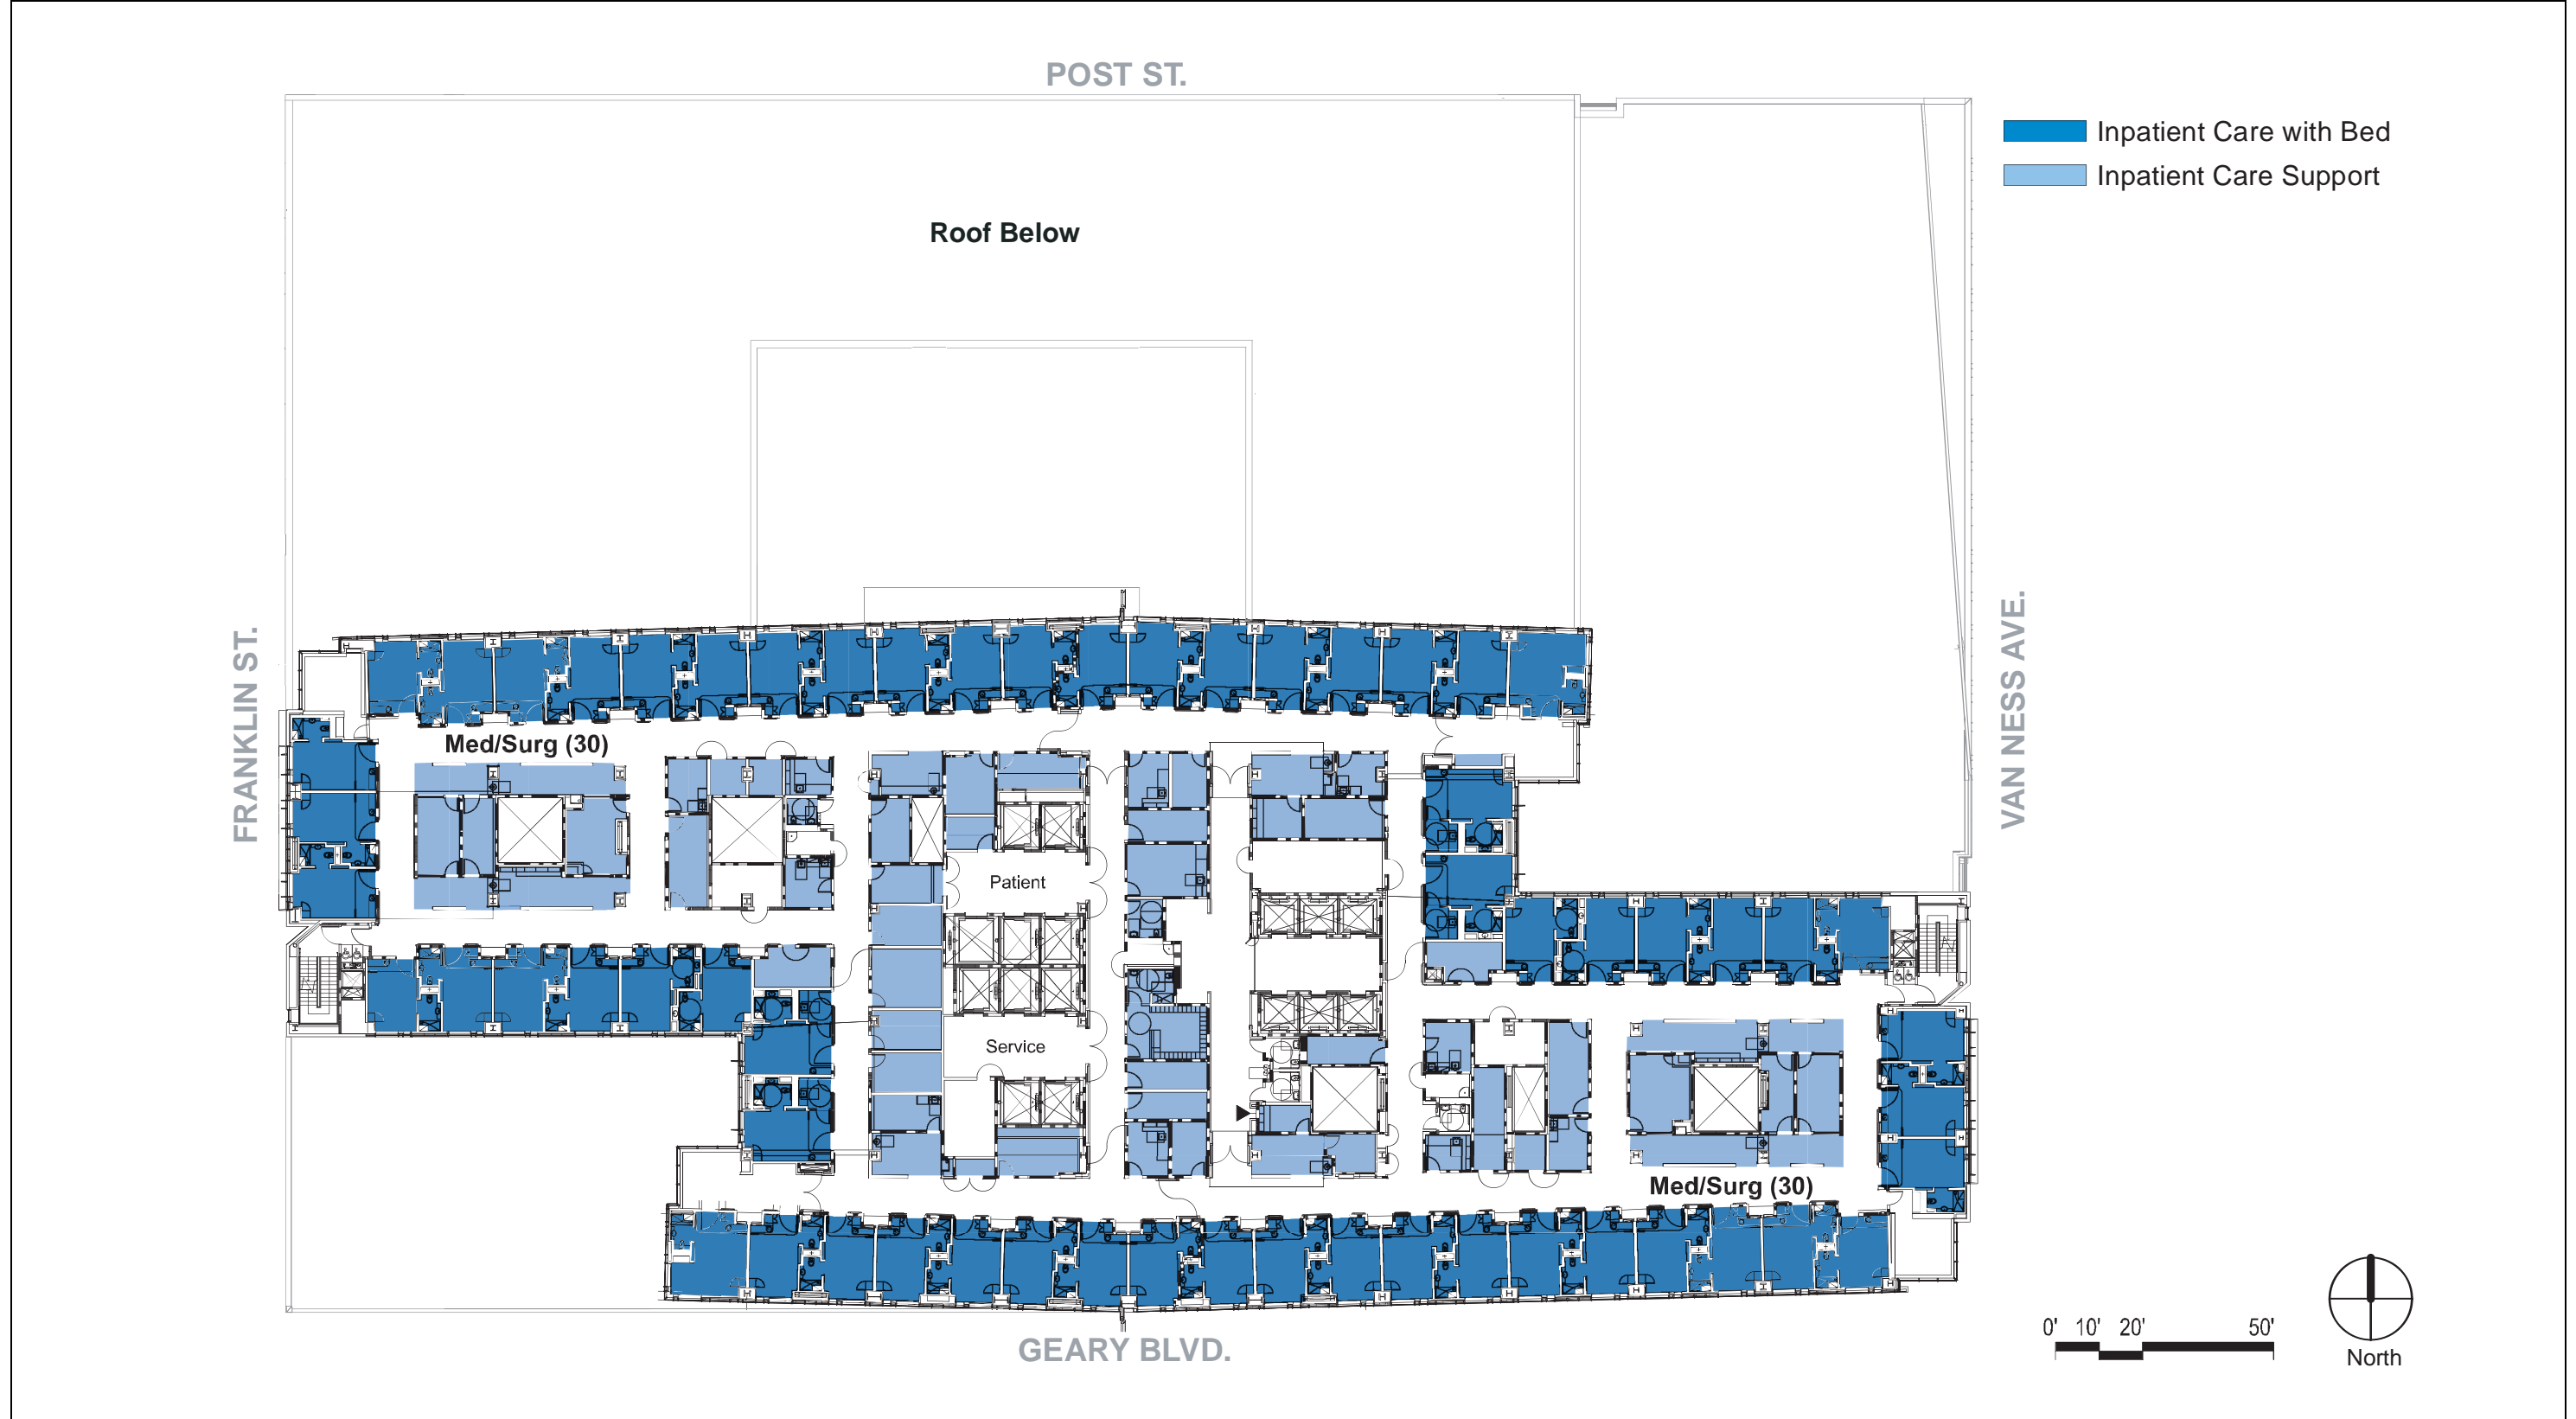 POST ST.
Inpatient Care with Bed
Inpatient Care Support
Roof Below
FRANKLIN ST.
VAN NESS AVE.
Med/Surg (30)
Patient
Service
Med/Surg (30)
GEARY BLVD.
0' 10' 20' 50'
North